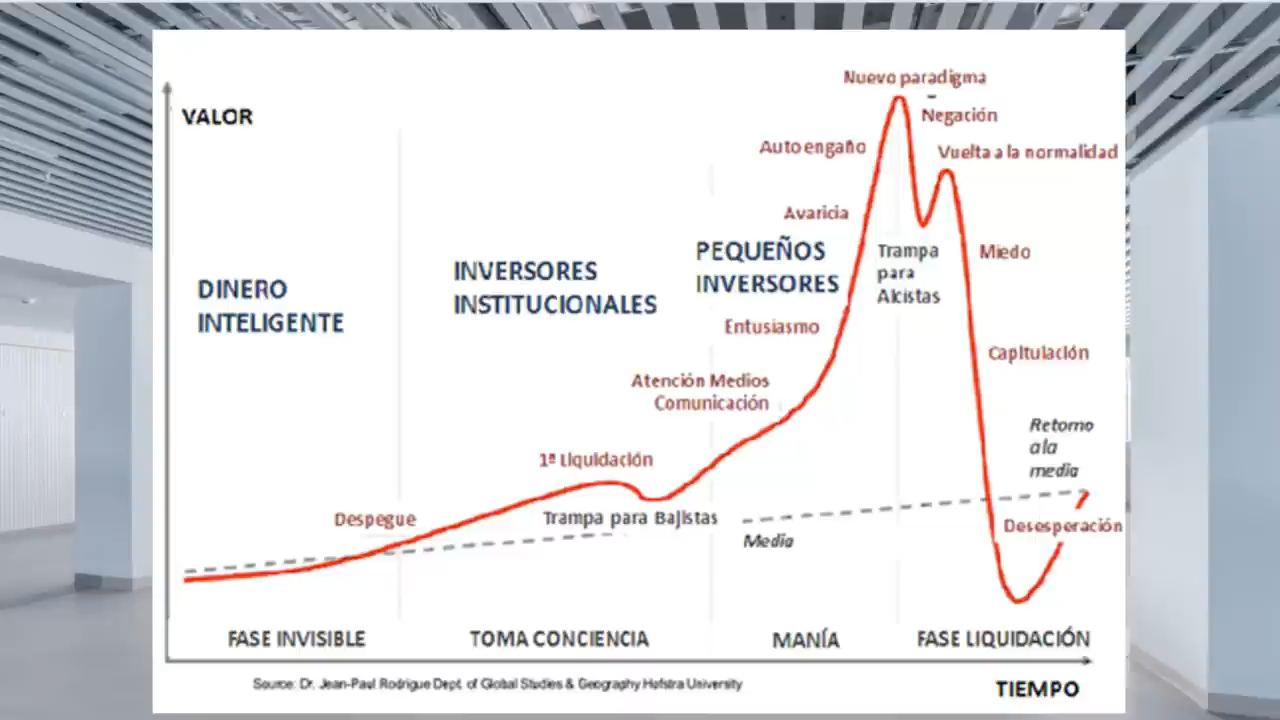 VALOR
Nuevo paradigma
Negación
Auto engaño
Vuelta a la normalidad
Avaricia
PEQUEÑOS
INVERSORES
Trampa
para
Alcistas
Miedo
INVERSORES
INSTITUCIONALES
DINERO
INTELIGENTE
Entusiasmo
Atención Medios
Comunicación
Capitulación
Retorno
a la
media
1ª Liquidación
Despegue
Trampa para Bajistas
Media
Desesperación
FASE INVISIBLE
TOMA CONCIENCIA
MANÍA
FASE LIQUIDACIÓN
Source: Dr. Jean-Paul Rodrigue Dept. of Global Studies & Geography Hofstra University
TIEMPO